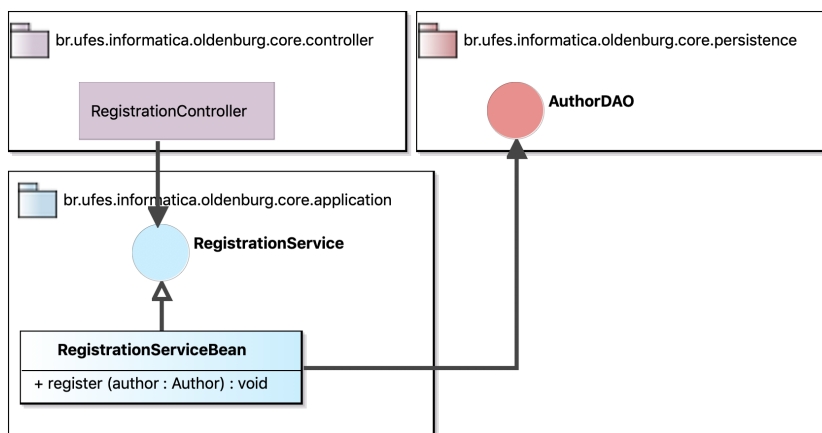 br.ufes.informatica.oldenburg.core.controller
RegistrationController
br.ufes.informatica.oldenburg.core.persistence
AuthorDAO
br.ufes.informatica.oldenburg.core.application
RegistrationService
RegistrationServiceBean
+ register (author : Author) : void